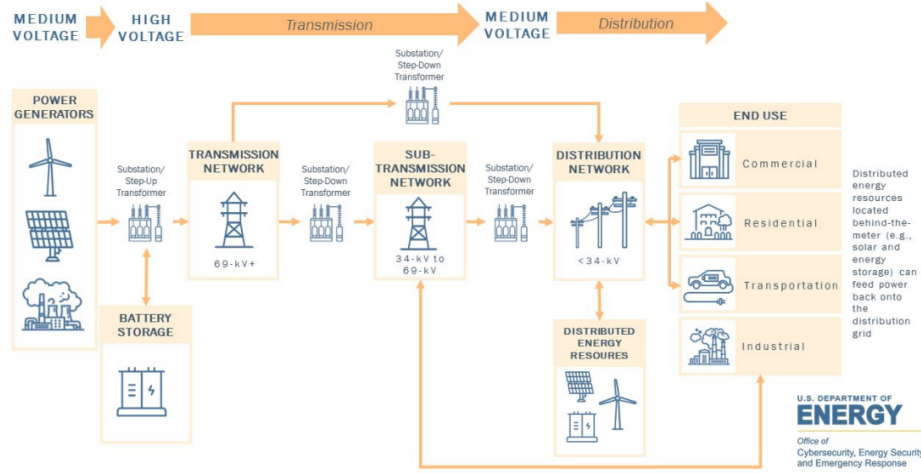 MEDIUM
VOLTAGE
HIGH
VOLTAGE
Transmission
MEDIUM
VOLTAGE
Distribution
Substation/
Step-Down
Transformer
POWER
GENERATORS
Substation/
Step-Up
Transformer
BATTERY
STORAGE
TRANSMISSION
NETWORK
69-kV+
Substation/
Step-Down
Transformer
SUB-
TRANSMISSION
NETWORK
34-kV to
69-kV
Substation/
Step-Down
Transformer
DISTRIBUTION
NETWORK
<34-kV
DISTRIBUTED
ENERGY
RESOURES
END USE
Commercial
Residential
Transportation
Industrial
Distributed
energy
resources
located
behind-the-
meter (e.g.,
solar and
energy
storage) can
feed power
back onto
the
distribution
grid
U.S. DEPARTMENT OF
ENERGY
Office of
Cybersecurity, Energy Security
and Emergency Response